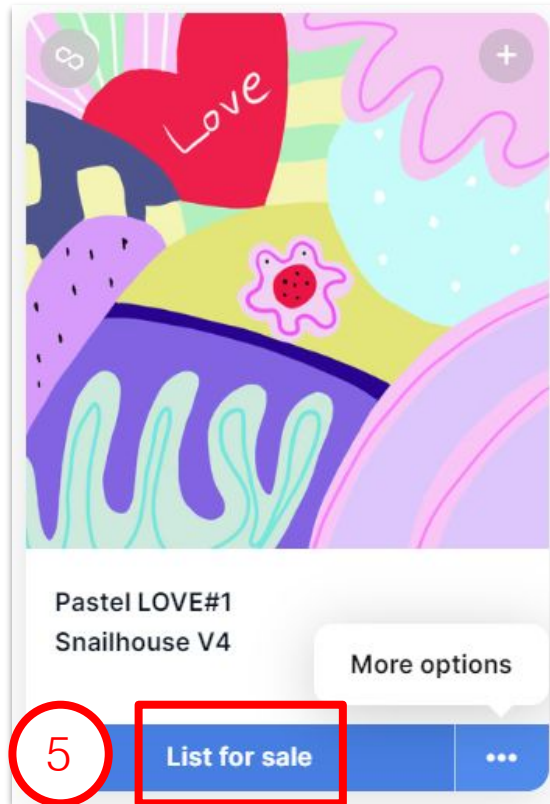 Love
Pastel LOVE#1
Snailhouse V4
More options
5
List for sale